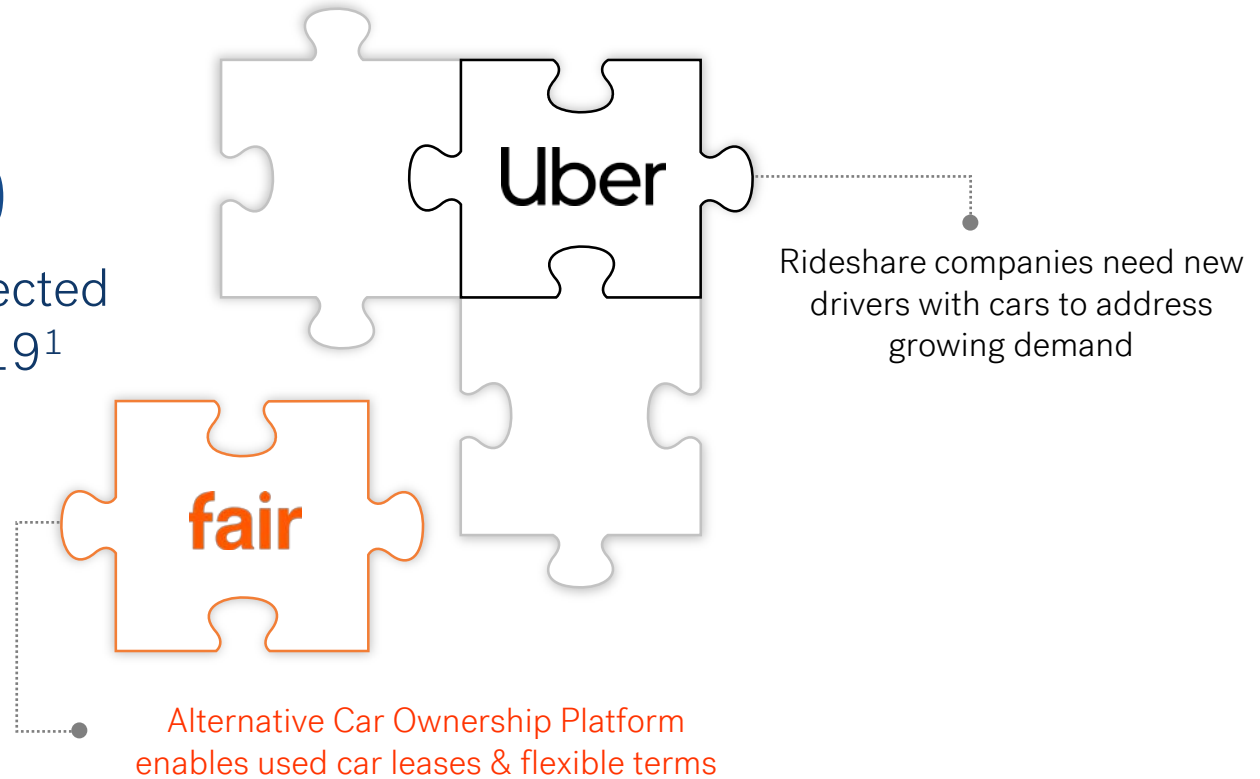 Uber
Rideshare companies need new
drivers with cars to address
growing demand
19¹
fair
Alternative Car Ownership Platform
enables used car leases & flexible terms